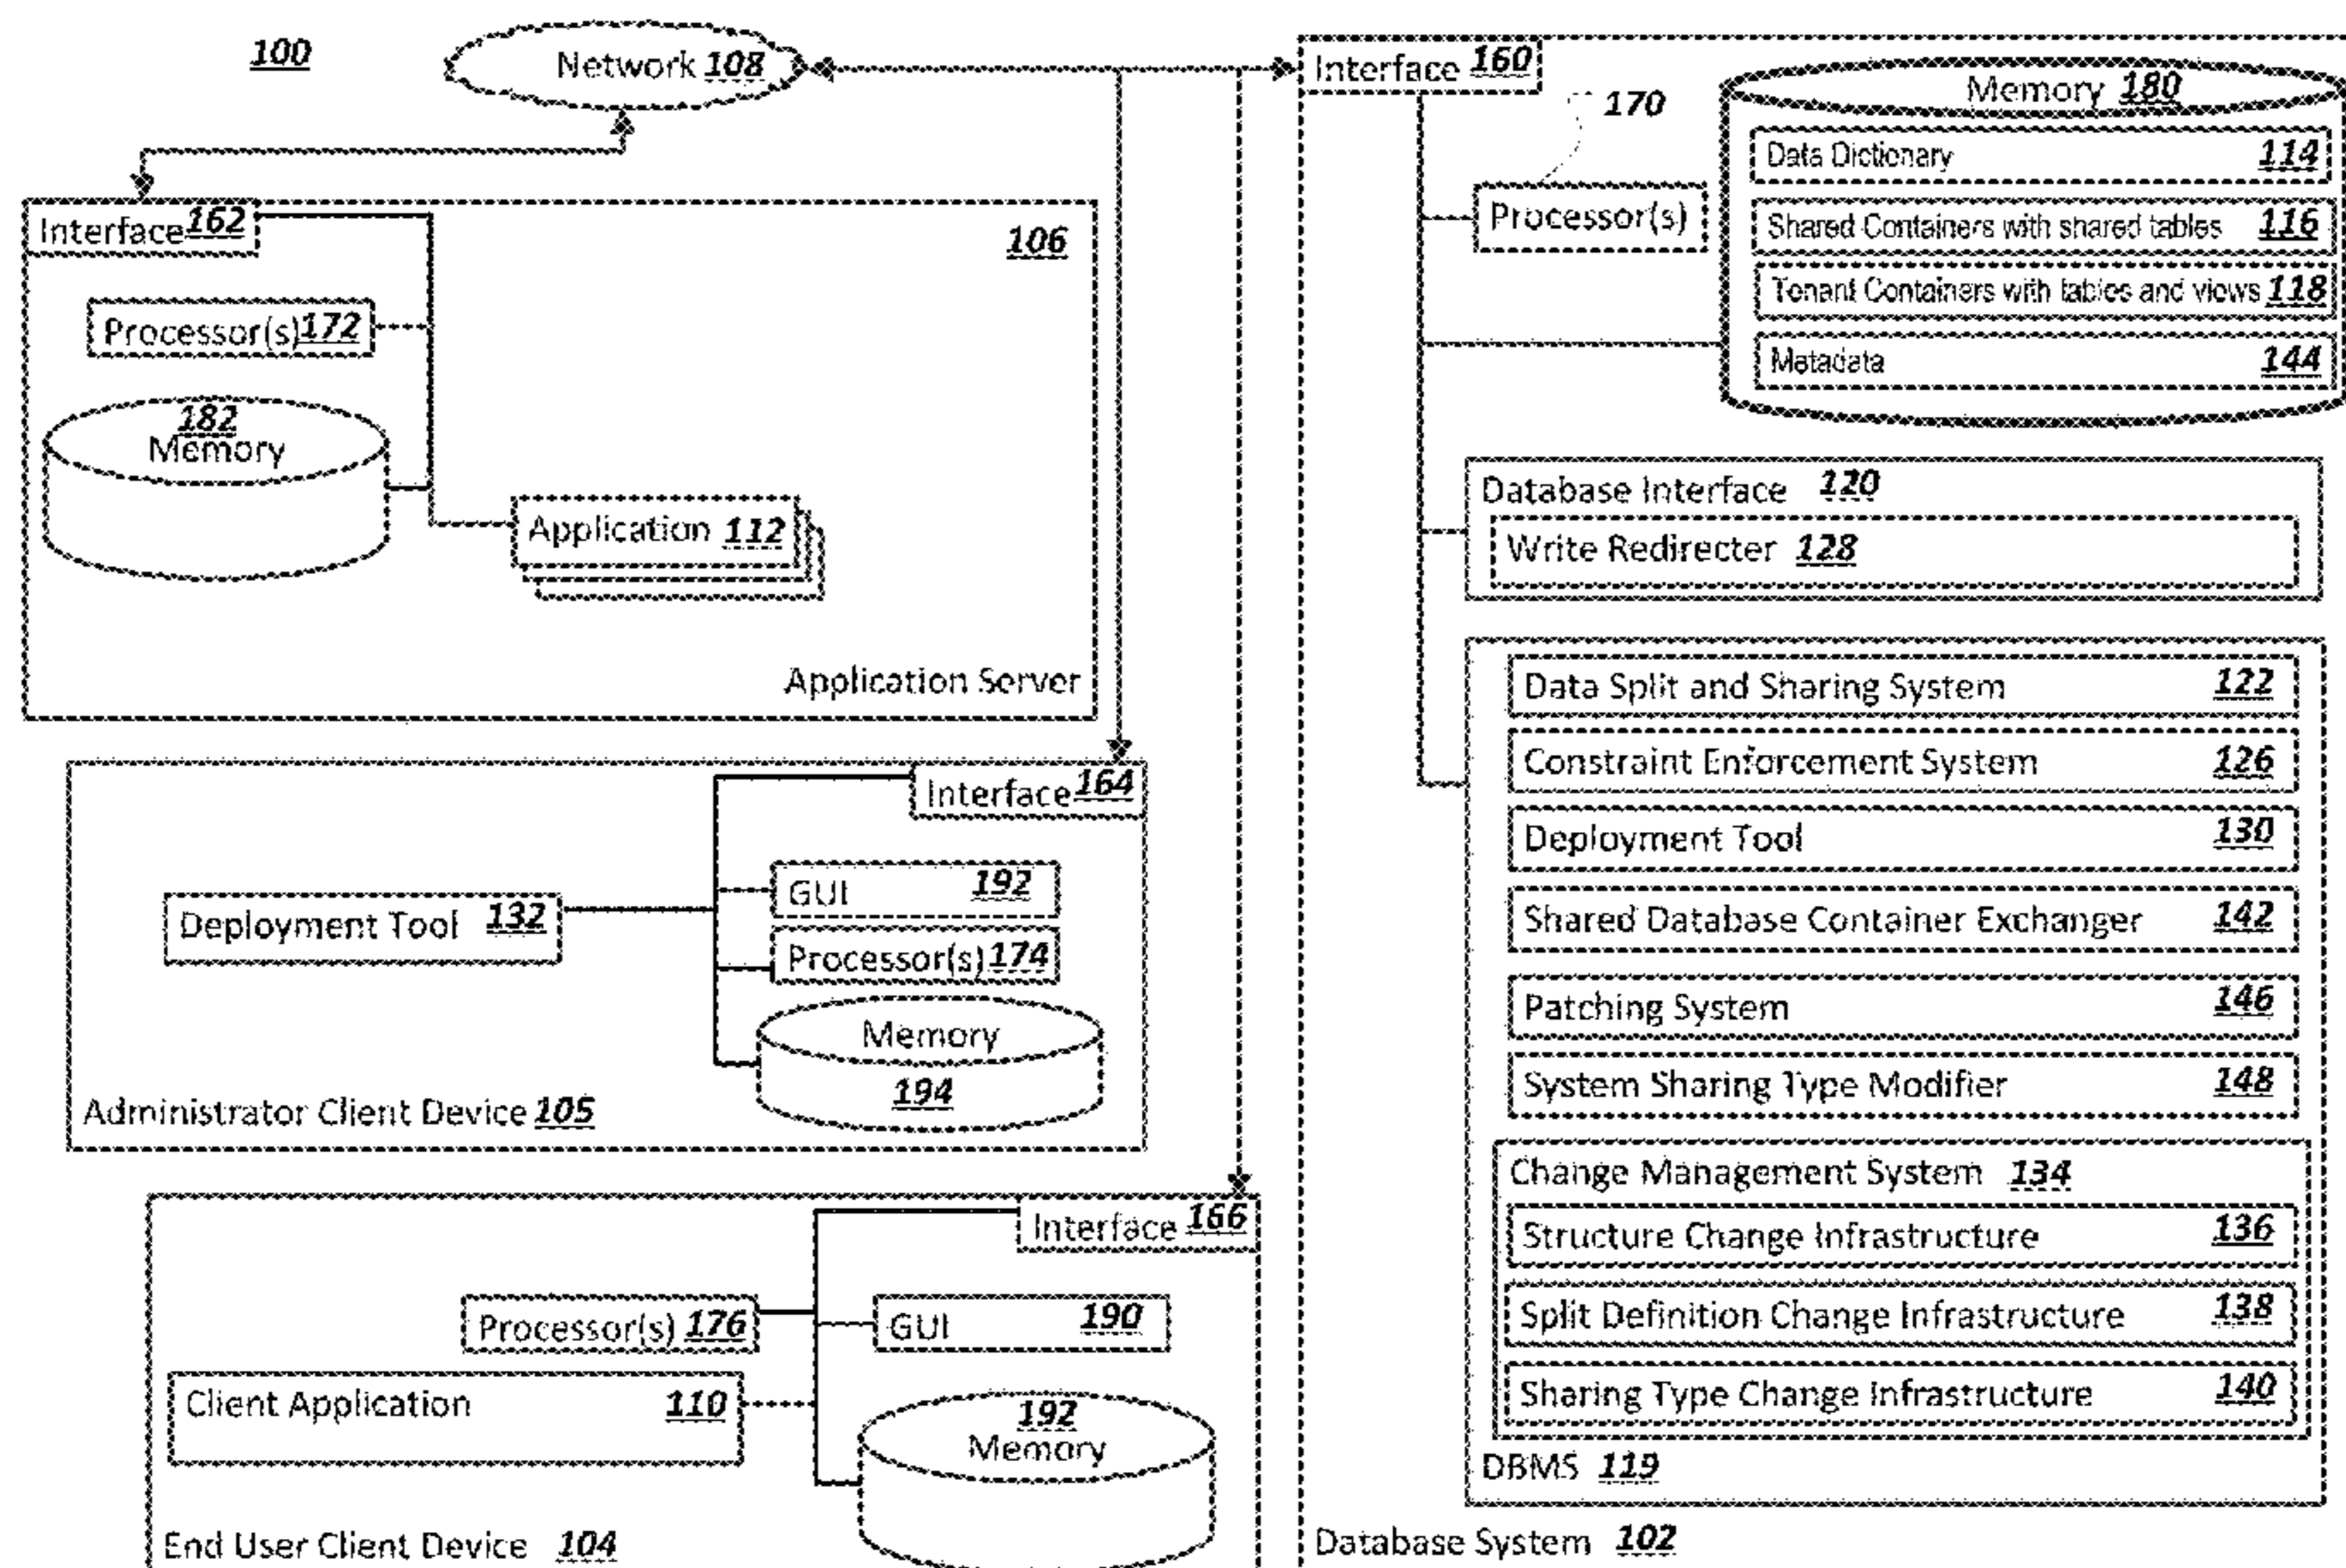 100
Network 108
Interface 162
106
Processor(s) 172
182
Memory
Application 112
Application Server
Interface 164
GUI 192
Deployment Tool 132
Processor(s) 174
Memory
194
Administrator Client Device 105
Interface 166
Processor(s) 176
GUI 190
Client Application 110
192
Memory
End User Client Device 104
Interface 160
170
Processor(s)
Memory 180
Data Dictionary 114
Shared Containers with shared tables 116
Tenant Containers with tables and views 118
Metadata 144
Database Interface 120
Write Redirecter 128
Data Split and Sharing System 122
Constraint Enforcement System 126
Deployment Tool 130
Shared Database Container Exchanger 142
Patching System 146
System Sharing Type Modifier 148
Change Management System 134
Structure Change Infrastructure 136
Split Definition Change Infrastructure 138
Sharing Type Change Infrastructure 140
DBMS 119
Database System 102